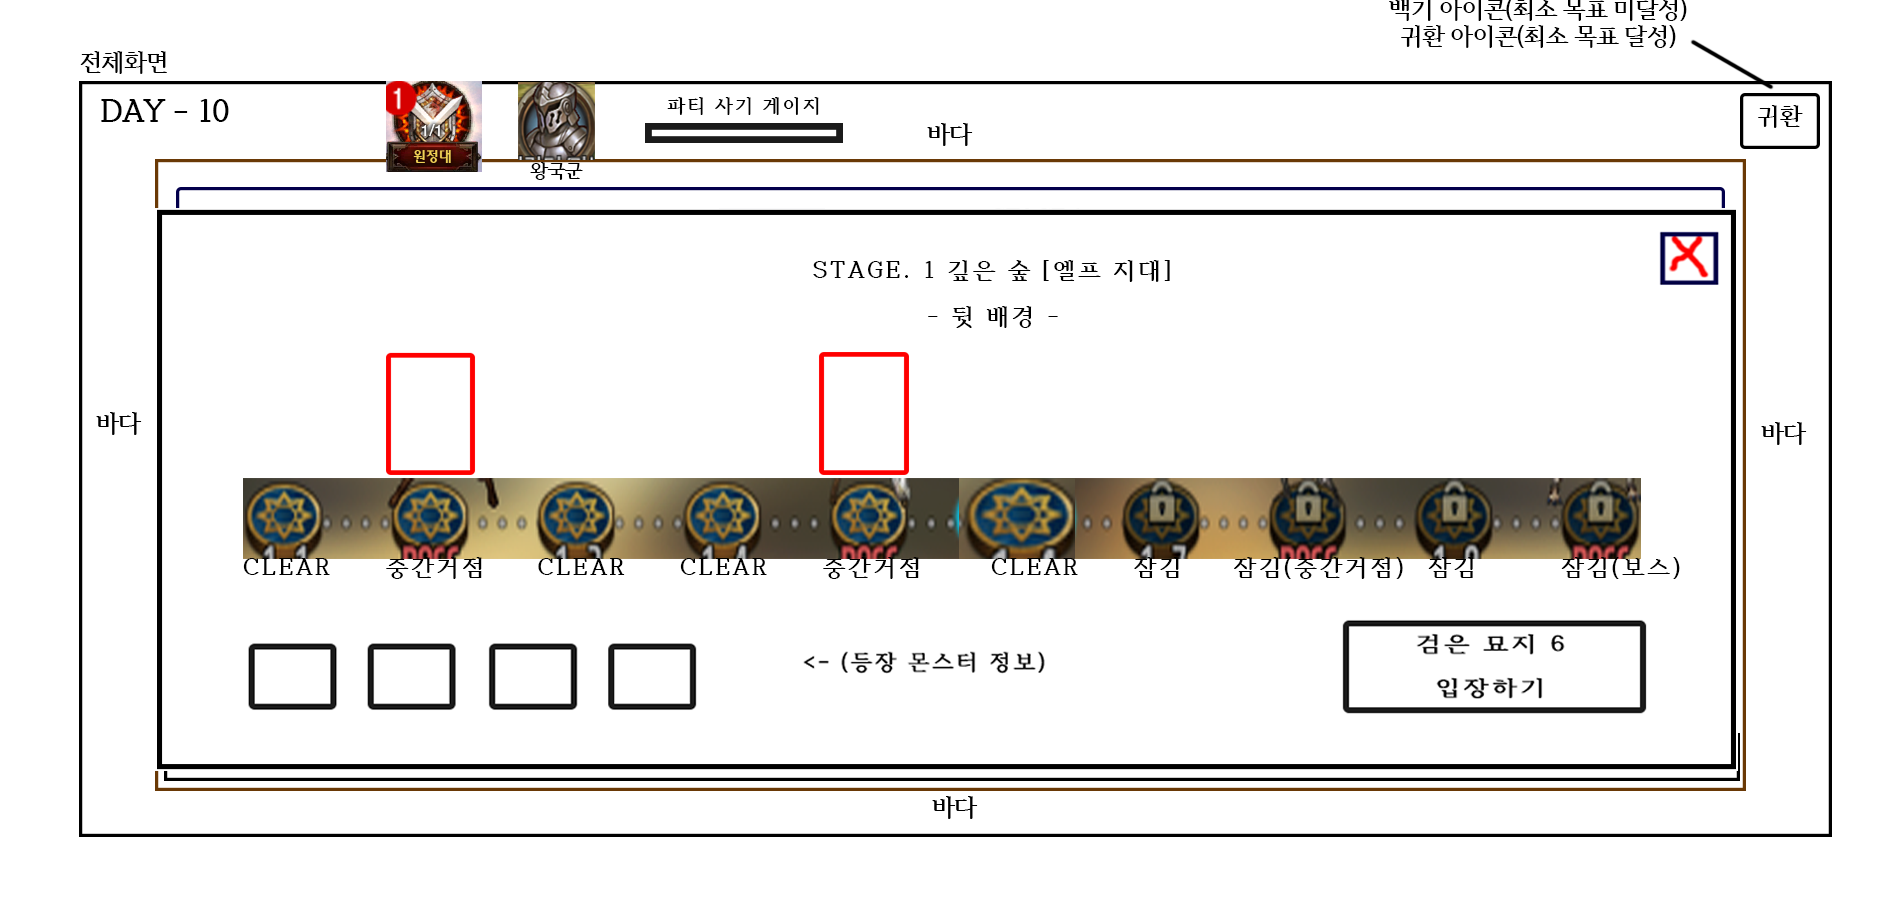 백기 아이콘(최소 목표 미달성)
귀환 아이콘(최소 목표 달성)
전체화면
DAY - 10
1
1/1
원정대
왕국군
파티 사기 게이지
바다
귀환
STAGE. 1 깊은 숲 [엘프 지대]
- 뒷 배경 -
바다
바다
CLEAR
중간거점
CLEAR
CLEAR
중간거점
CLEAR
잠김
잠김(중간거점)
잠김
잠김(보스)
<- (등장 몬스터 정보)
검은 묘지 6
입장하기
바다